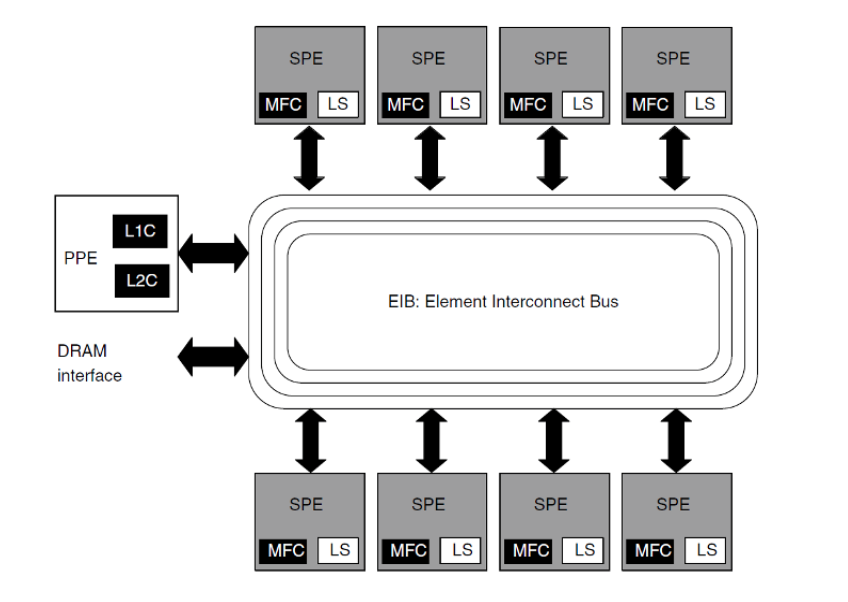 SPE SPE SPE SPE
MFC LS MFC LS MFC LS MFC LS
L1C
PPE
L2C
EIB: Element Interconnect Bus
DRAM
interface
SPE SPE SPE SPE
MFC LS MFC LS MFC LS MFC LS